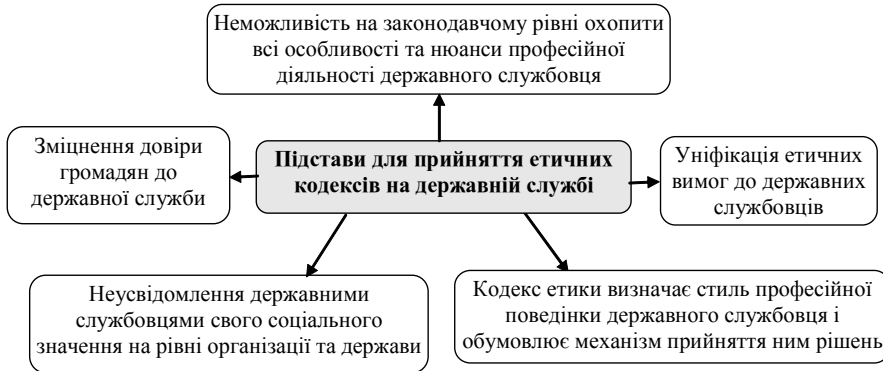 Неможливість на законодавчому рівні охопити
всі особливості та нюанси професійної
діяльності державного службовця
Зміцнення довіри
громадян до
державної служби
Підстави для прийняття етичних
кодексів на державній службі
Уніфікація етичних
вимог до державних
службовців
Неусвідомлення державними
службовцями свого соціального
значення на рівні організації та держави
Кодекс етики визначає стиль професійної
поведінки державного службовця і
обумовлює механізм прийняття ним рішень